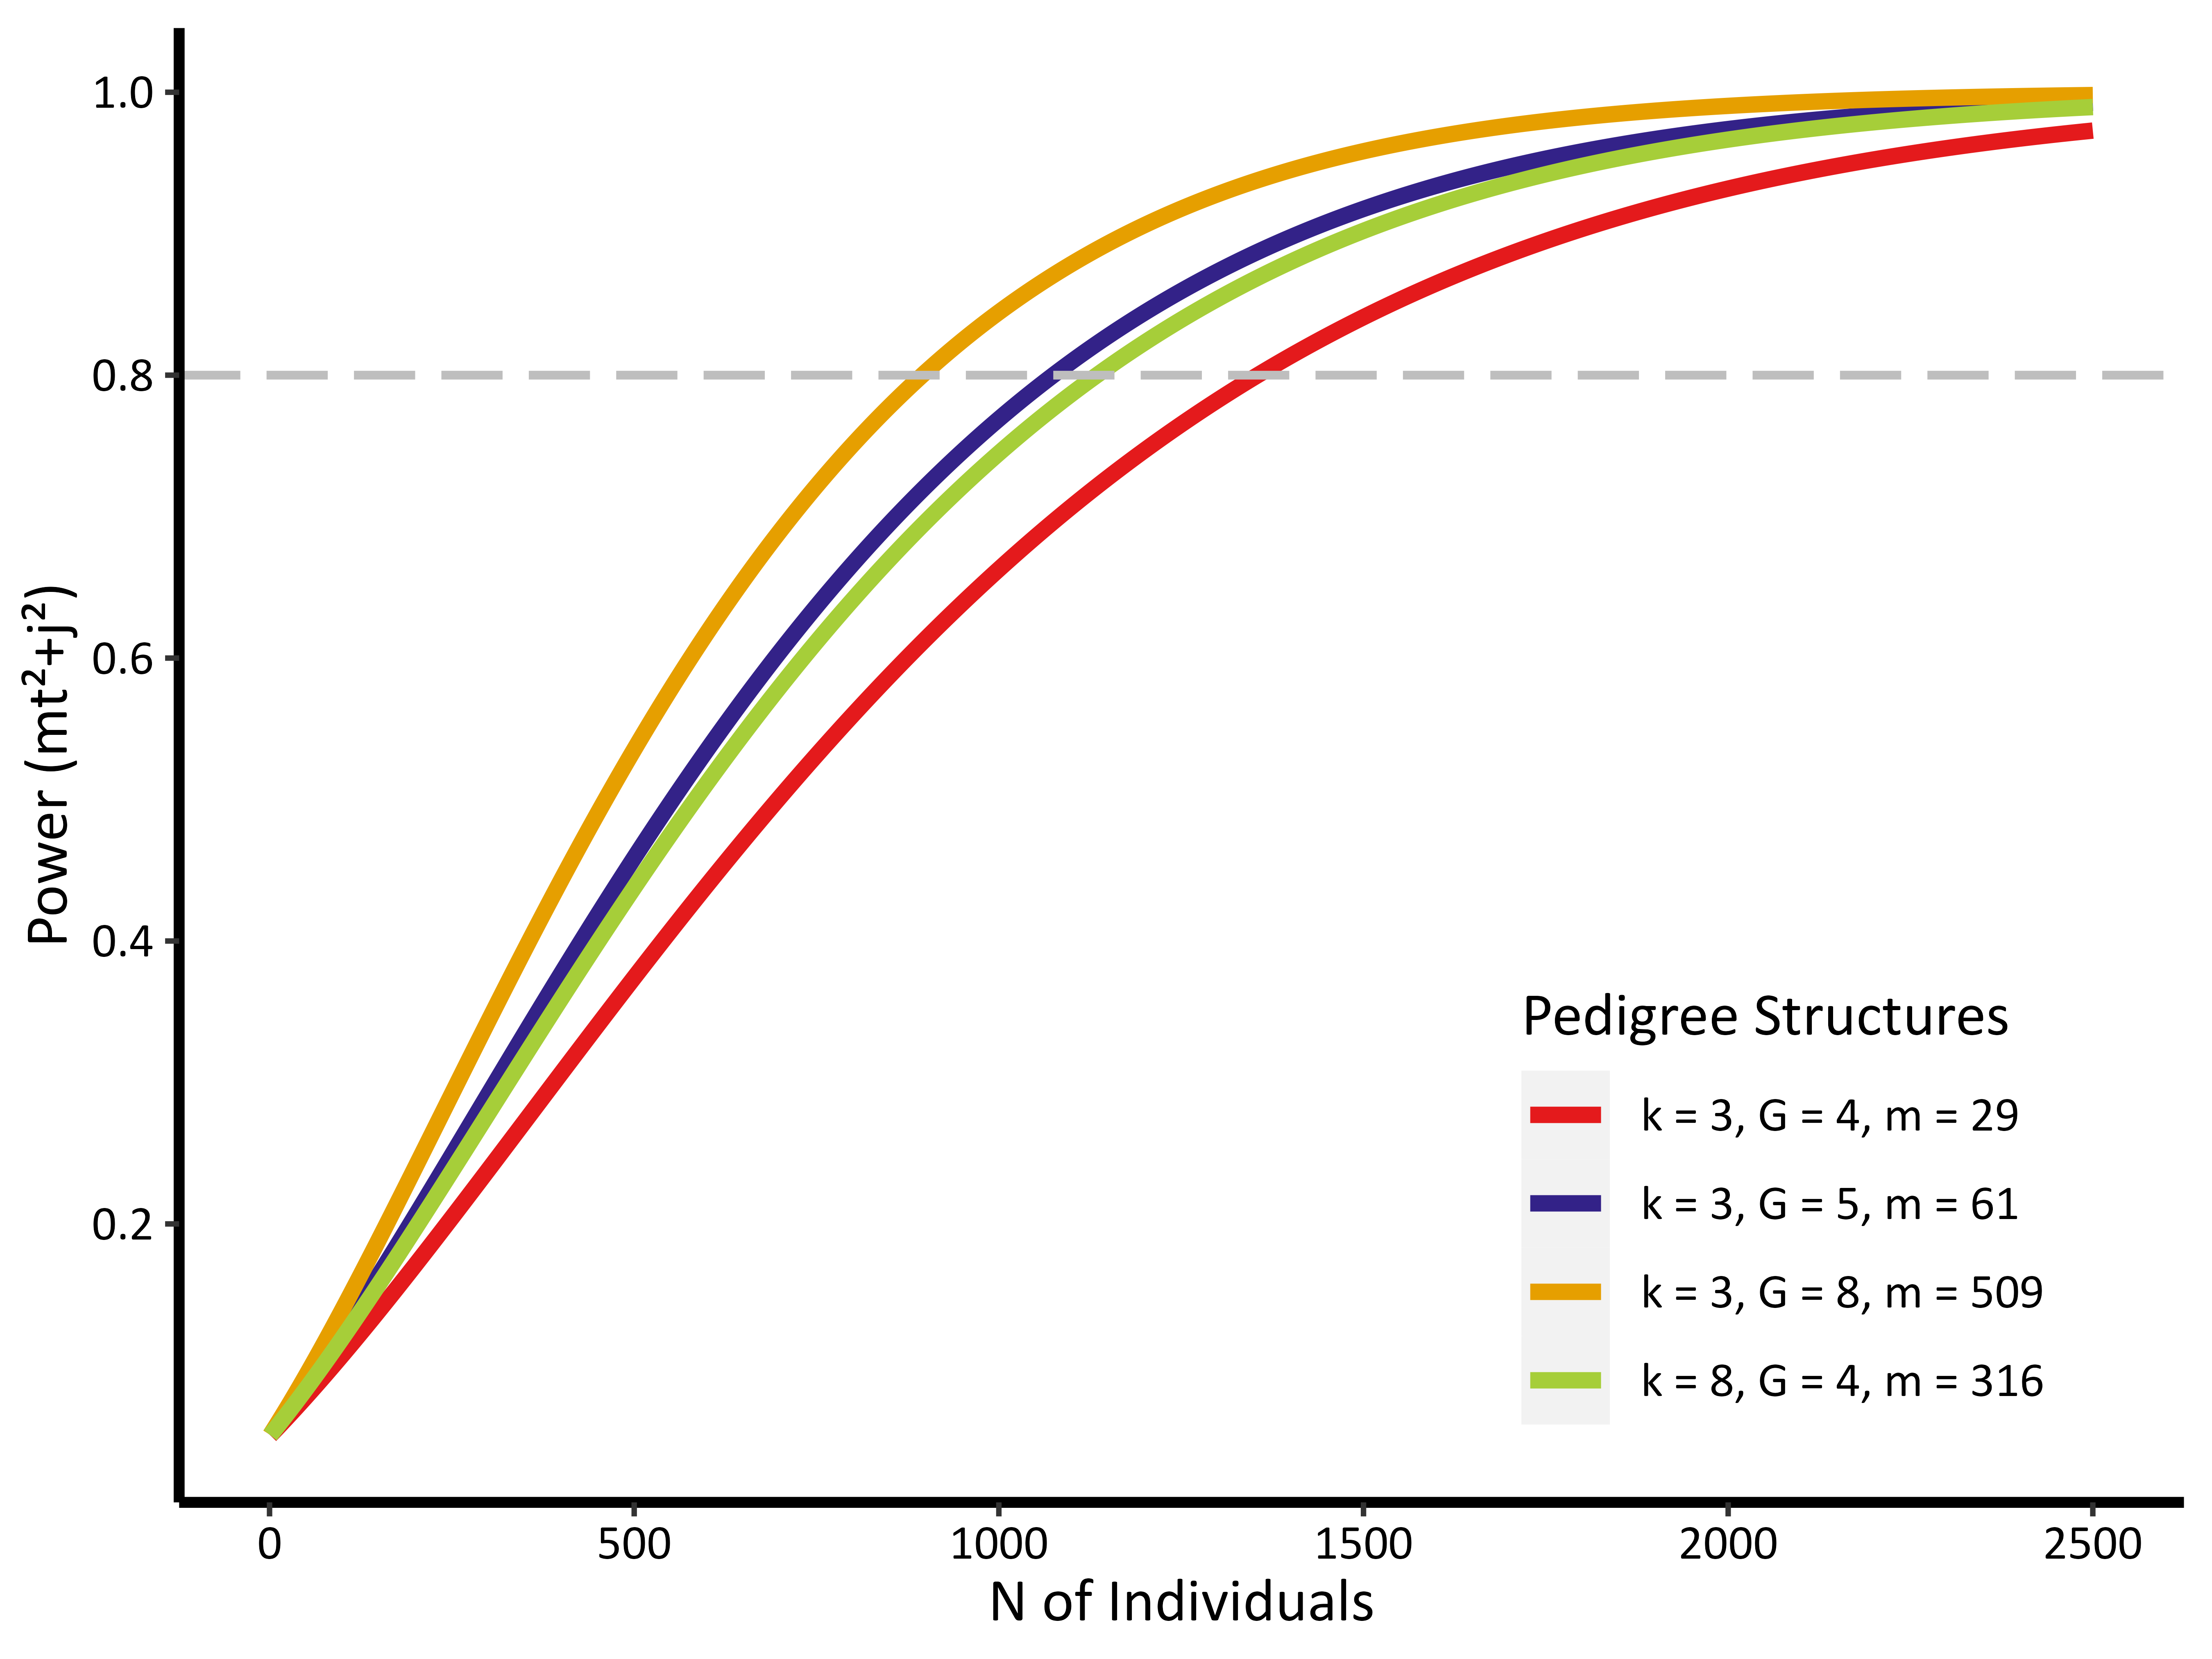 1.0
0.8
0.6
0.4
0.2
Power (mt²+j²)
0 500 1000 1500 2000 2500
N of Individuals
Pedigree Structures
k = 3, G = 4, m = 29
k = 3, G = 5, m = 61
k = 3, G = 8, m = 509
k = 8, G = 4, m = 316